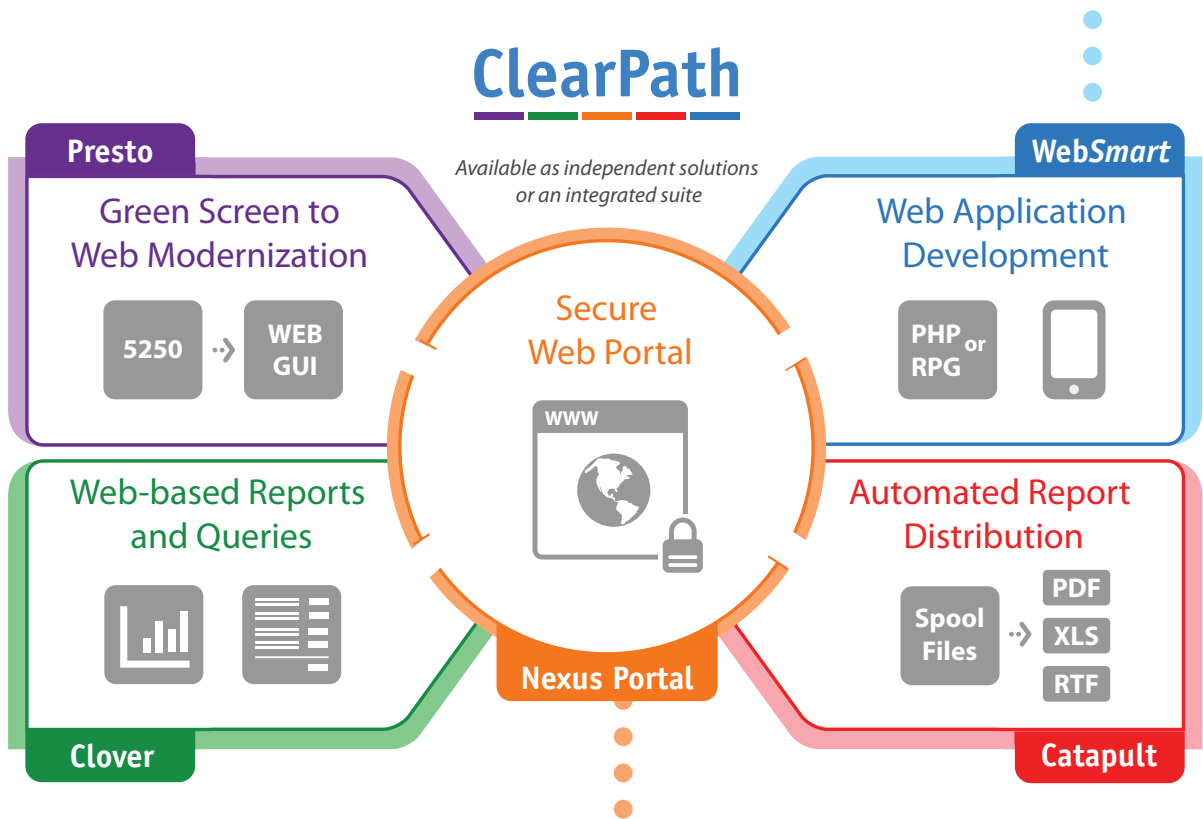 ClearPath
Available as independent solutions
or an integrated suite
Presto
Green Screen to
Web Modernization
5250
WEB
GUI
WebSmart
Web Application
Development
PHP or
RPG
Secure
Web Portal
WWW
Nexus Portal
Web-based Reports
and Queries
Clover
Automated Report
Distribution
Spool
Files
PDF
XLS
RTF
Catapult